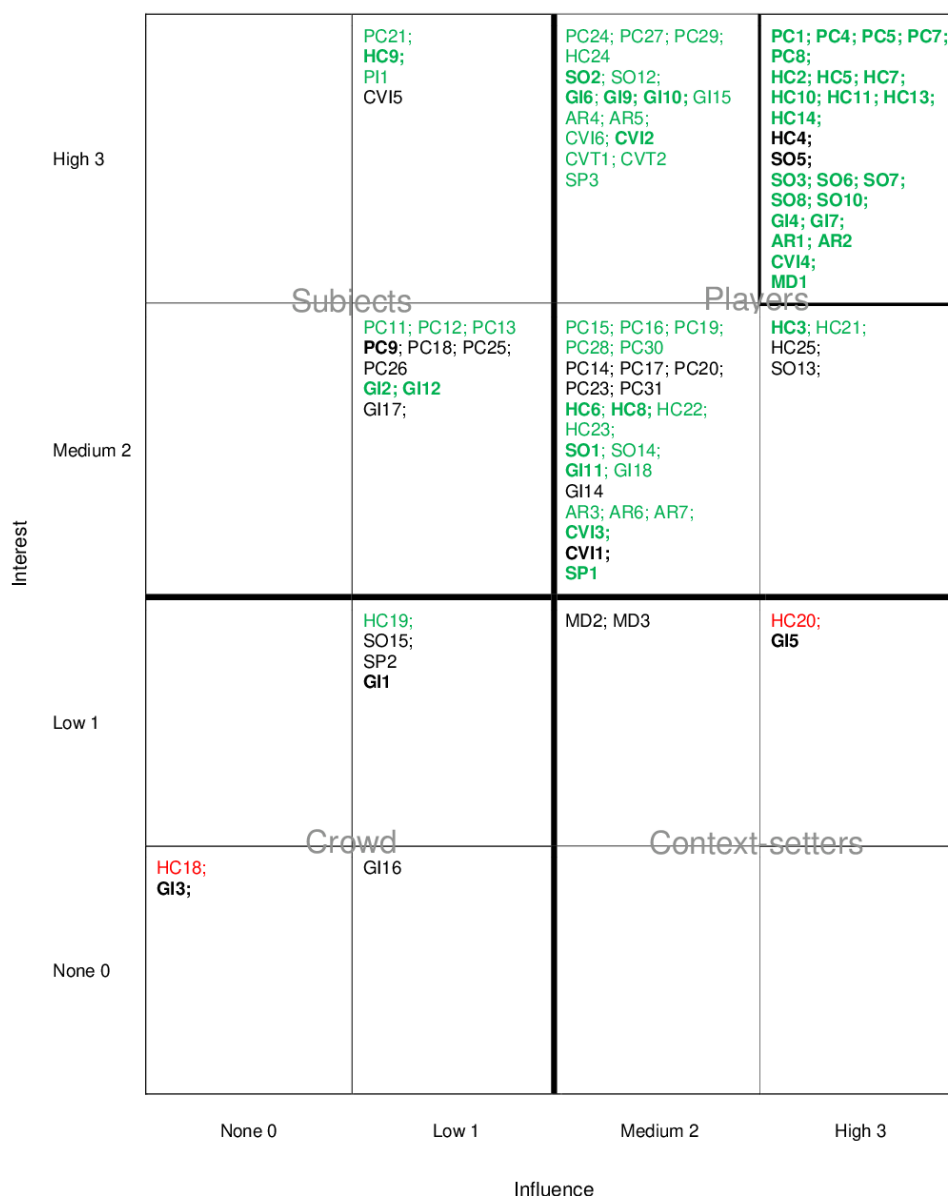 PC21;
HC9;
PI1
CVI5
PC24; PC27; PC29;
HC24
SO2; SO12;
GI6; GI9; GI10; GI15
AR4; AR5;
CVI6; CVI2
CVT1; CVT2
SP3
PC1; PC4; PC5; PC7;
PC8;
HC2; HC5; HC7;
HC10; HC11; HC13;
HC14;
HC4;
SO5;
SO3; SO6; SO7;
SO8; SO10;
GI4; GI7;
AR1; AR2
CVI4;
MD1
High 3
Subjects
Players
PC11; PC12; PC13
PC9; PC18; PC25;
PC26
GI2; GI12
GI17;
PC15; PC16; PC19;
PC28; PC30
PC14; PC17; PC20;
PC23; PC31
HC6; HC8; HC22;
HC23;
SO1; SO14;
GI11; GI18
GI14
AR3; AR6; AR7;
CVI3;
CVI1;
SP1
HC3; HC21;
HC25;
SO13;
Medium 2
Interest
HC19;
SO15;
SP2
GI1
MD2; MD3
HC20;
GI5
Low 1
Crowd
Context-setters
HC18;
GI3;
GI16
None 0
None 0
Low 1
Medium 2
High 3
Influence